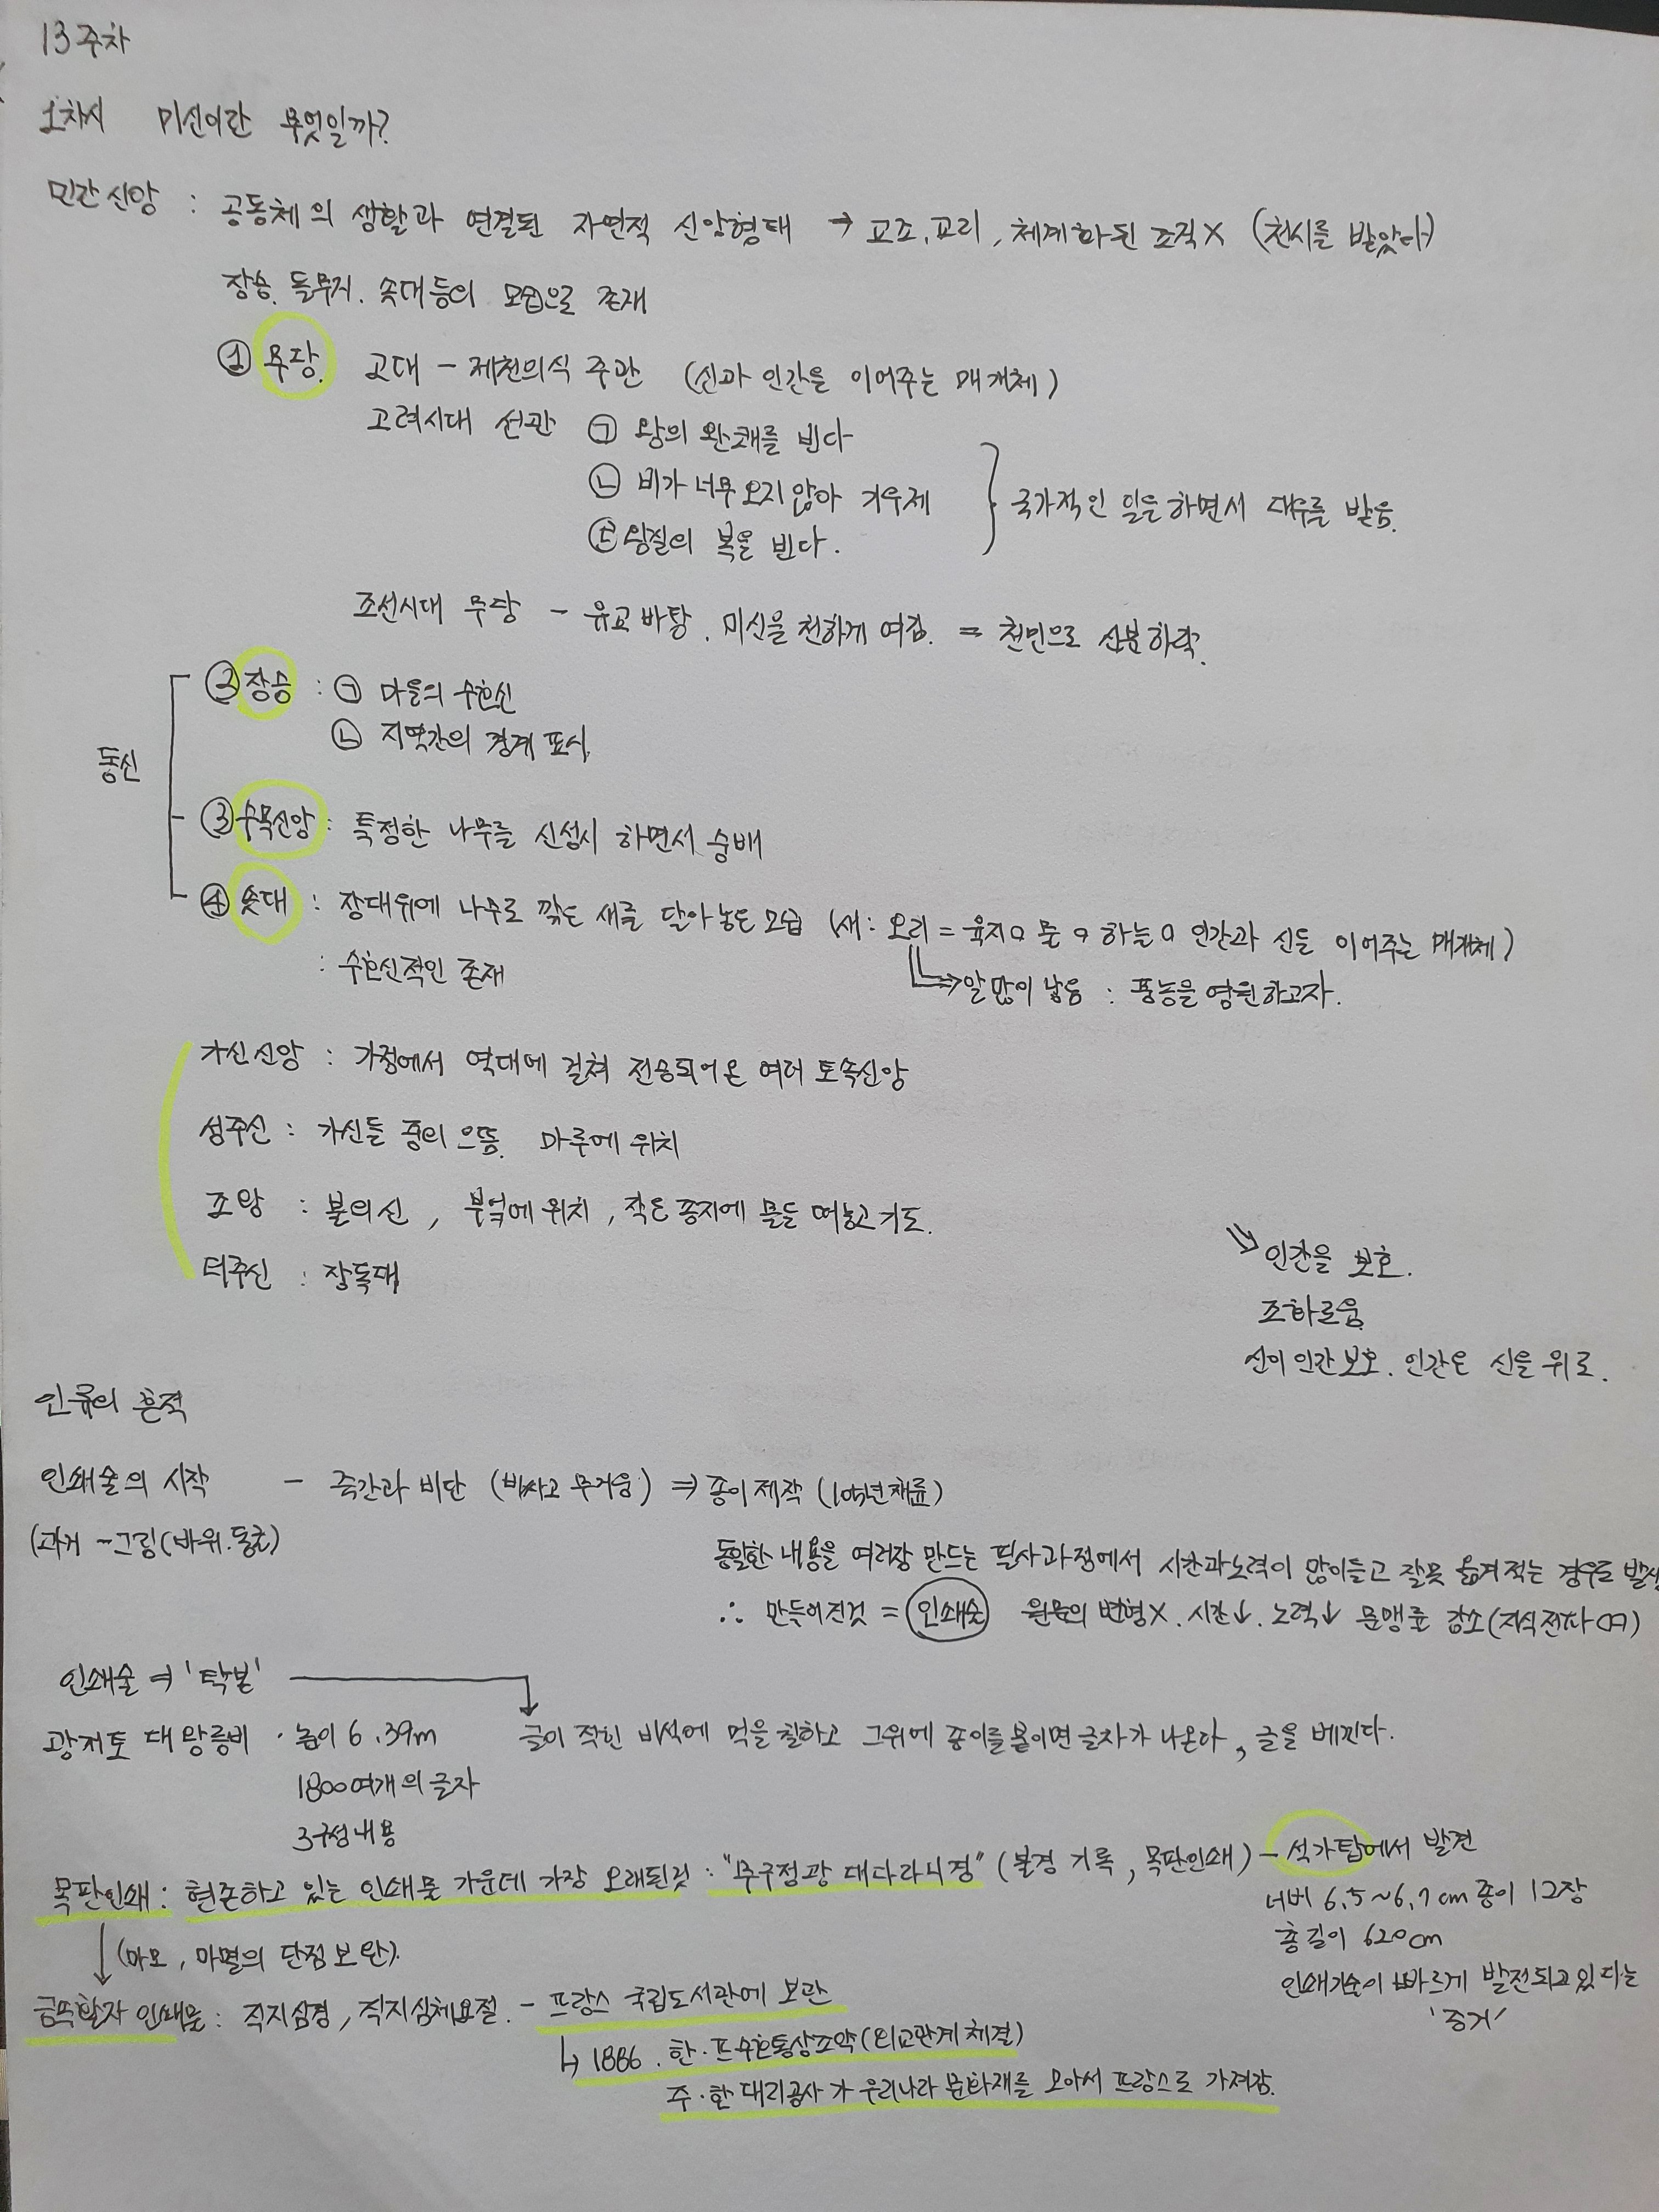 13주차
1차시 미신이란 무엇일까?
민간신앙 : 공동체의 생활과 연결된 자연적 신앙형태 → 교조, 교리, 체계화된 조직 X (천시를 받았다)
장승, 돌무지, 솟대 등의 모습으로 존재
① 무당. 고대 - 제천의식 주관 (신과 인간을 이어주는 매개체)
고려시대 선관 ㉠ 왕의 완쾌를 빈다
㉡ 비가 너무 오지 않아 기우제
㉢ 왕실의 복을 빈다.
} 국가적인 일을 하면서 대우를 받음.
조선시대 무당 - 유교바탕. 미신을 천하게 여김. ⇒ 천민으로 신분하락.
동신
③ 장승 : ㉠ 마을의 수호신
㉡ 지역간의 경계 표시
③ 수목신앙 : 특정한 나무를 신성시 하면서 숭배
④ 솟대 : 장대위에 나무로 깎은 새를 달아놓은 모습 (새 : 오리 = 육지 물 하늘 인간과 신을 이어주는 매개체)
: 수호신적인 존재
⇒ 알 많이 낳음 : 풍농을 영원하고자.
가신신앙 : 가정에서 역대에 걸쳐 전승되어온 여러 토속신앙
성주신 : 가신들 중의 으뜸. 마루에 위치
조왕 : 불의 신, 부엌에 위치, 작은 종지에 물을 떠놓고 기도.
터주신 : 장독대
⇘ 인간을 보호.
조화로움.
신이 인간 보호. 인간은 신을 위로.
인류의 흔적
인쇄술의 시작 - 죽간과 비단 (비싸고 무거움) ⇒ 종이 제작 (105년 채륜)
(과거 - 그림(바위. 동굴)
동일한 내용을 여러장 만드는 필사과정에서 시간과 노력이 많이들고 잘못 옮겨 적는 경우도 발생
∴ 만들어진것 = 인쇄술 원문의 변형 X. 시간↓. 노력↓ 문맹률 감소 (지식전파
인쇄술 ⇒ '탁본'
광개토 대왕릉비 · 높이 6.39m 글이 적힌 비석에 먹을 칠하고 그위에 종이를 붙이면 글자가 나온다, 글을 베낀다.
1800여개의 글자
3구성 내용
목판인쇄 : 현존하고 있는 인쇄물 가운데 가장 오래된것 : "무구정광 대다라니경" (불경 기록, 목판인쇄) - 석가탑에서 발견
너비 6.5~6.7cm 종이 12장
총길이 620cm
인쇄기술이 빠르게 발전되고 있다는
'증거'
↓ (마모, 마멸의 단점 보완).
금속활자 인쇄물 : 직지심경, 직지심체요절. - 프랑스 국립도서관에 보관
↳ 1886. 한·프 수호통상조약 (외교관계 체결)
주·한 대리공사가 우리나라 문화재를 모아서 프랑스로 가져감.